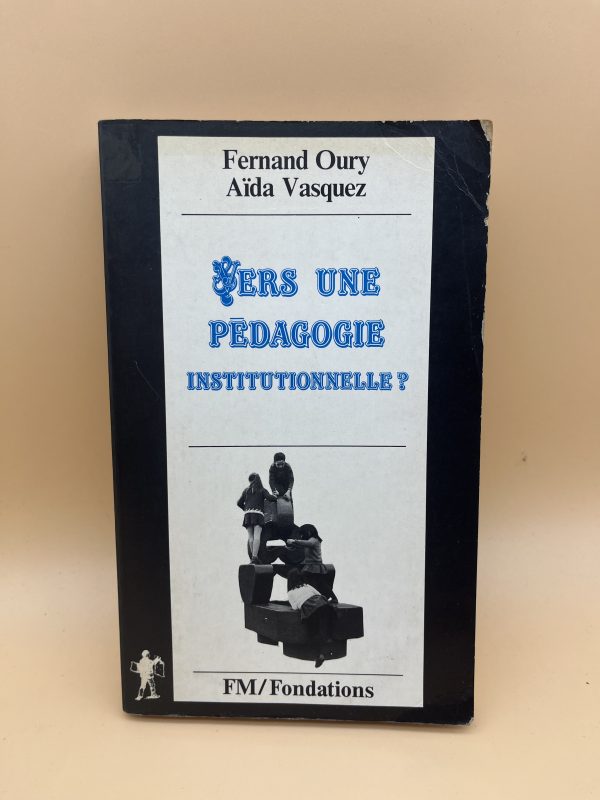 Fernand Oury
Aïda Vasquez
VERS UNE
PÉDAGOGIE
INSTITUTIONNELLE ?
FM/Fondations